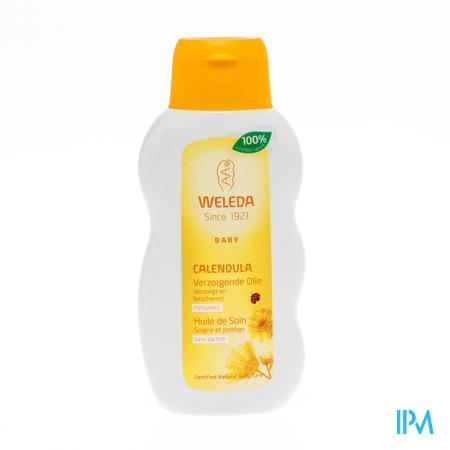 100%
WELEDA
Since 1921
BABY
CALENDULA
Verzorgende Olie
Verzorgt en
beschermt
Parfumvrij
Huile de Soin
Soigne et protège
Sans parfum
Certified Natural Baby Care
IPM